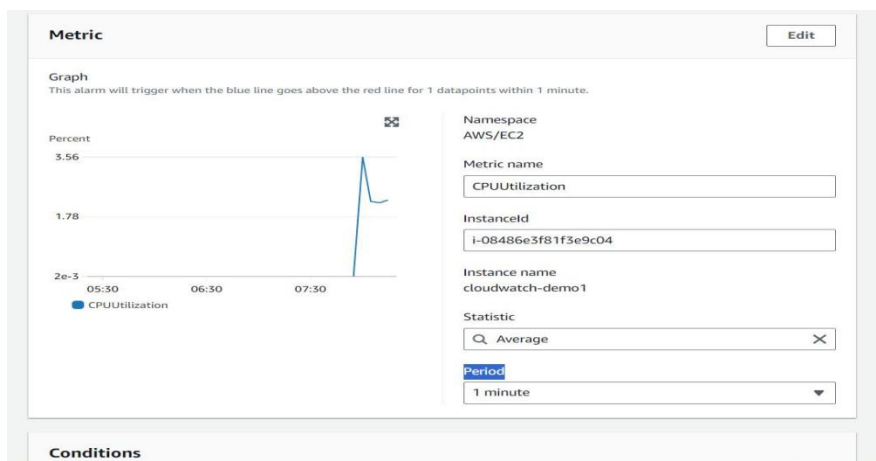 Metric
Edit
Graph
This alarm will trigger when the blue line goes above the red line for 1 datapoints within 1 minute.
Percent
3.56
1.78
2e-3
05:30 06:30 07:30
CPUUtilization
Namespace
AWS/EC2
Metric name
CPUUtilization
InstanceId
i-08486e3f81f3e9c04
Instance name
cloudwatch-demo1
Statistic
Average
Period
1 minute
Conditions